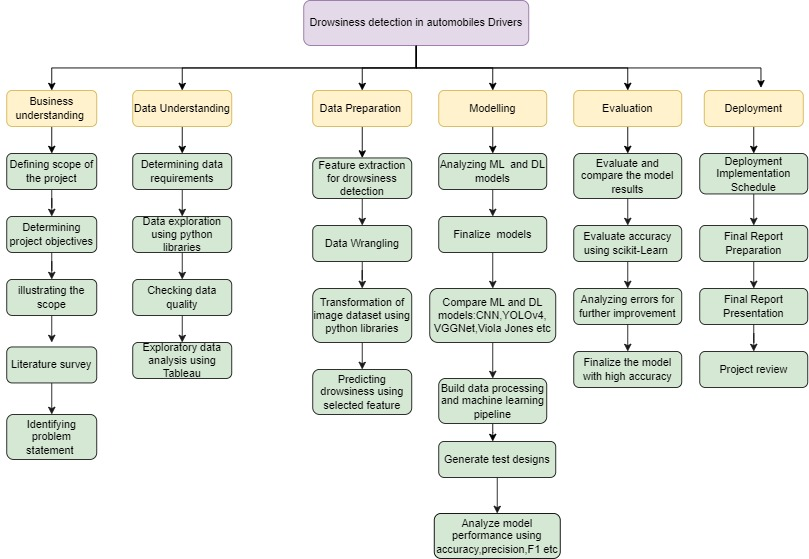 Drowsiness detection in automobiles Drivers
Business
understanding
Defining scope of
the project
Determining
project objectives
illustrating the
scope
Literature survey
Identifying
problem
statement
Data Understanding
Determining data
requirements
Data exploration
using python
libraries
Checking data
quality
Exploratory data
analysis using
Tableau
Data Preparation
Feature extraction
for drowsiness
detection
Data Wrangling
Transformation of
image dataset using
python libraries
Predicting
drowsiness using
selected feature
Modelling
Analyzing ML and DL
models
Finalize models
Compare ML and DL
models:CNN,YOLOv4,
VGGNet,Viola Jones etc
Build data processing
and machine learning
pipeline
Generate test designs
Analyze model
performance using
accuracy,precision,F1 etc
Evaluation
Evaluate and
compare the model
results
Evaluate accuracy
using scikit-Learn
Analyzing errors for
further improvement
Finalize the model
with high accuracy
Deployment
Deployment
Implementation
Schedule
Final Report
Preparation
Final Report
Presentation
Project review